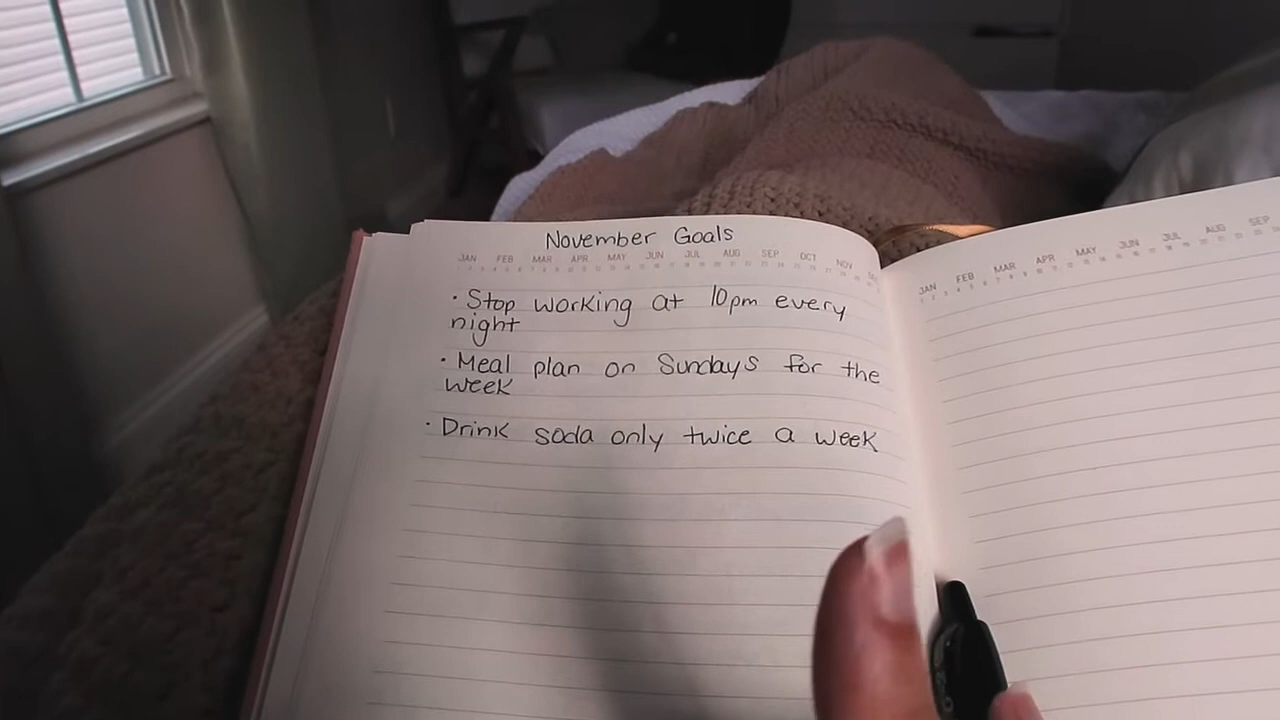 November Goals
JAN FEB MAR APR MAY JUN JUL AUG SEP OCT NOV DEC
· Stop working at 10pm every
night
· Meal plan on Sundays for the
week
· Drink soda only twice a week
JAN FEB MAR APR MAY JUN JUL AUG SEP